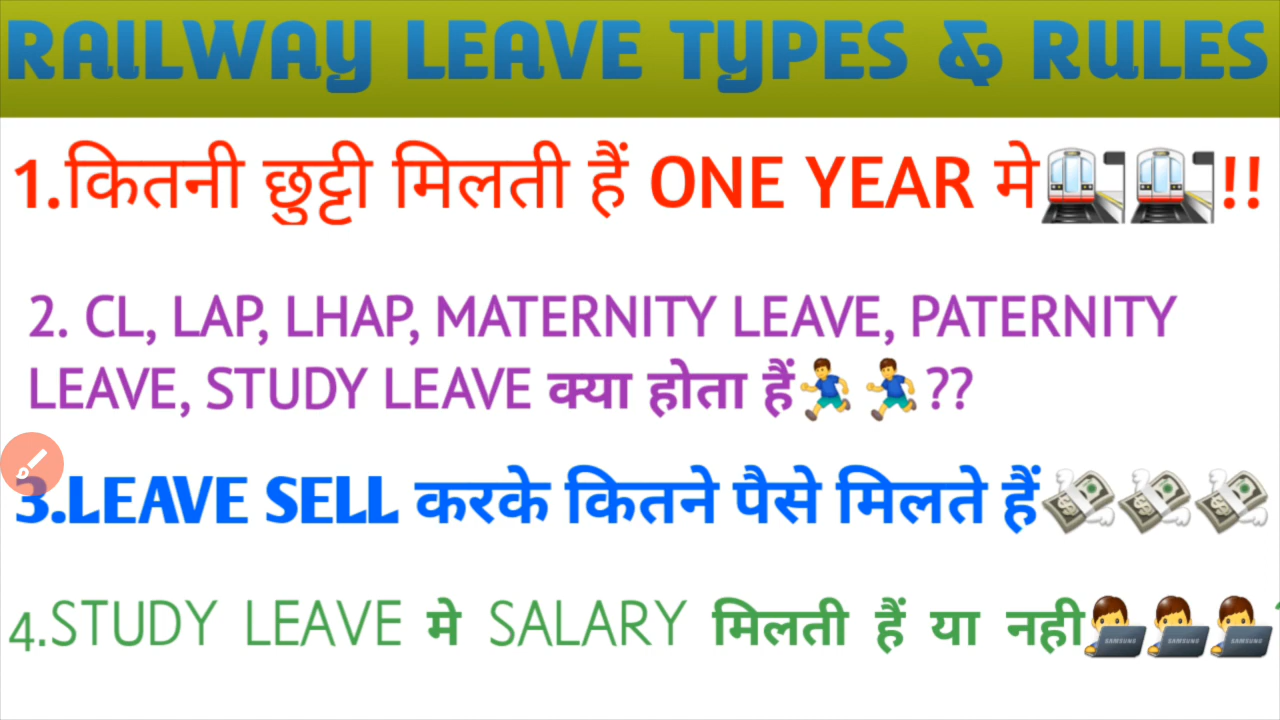 RAILWAY LEAVE TYPES & RULES
1.कितनी छुट्टी मिलती हैं ONE YEAR मे🚉🚉!!
2. CL, LAP, LHAP, MATERNITY LEAVE, PATERNITY
LEAVE, STUDY LEAVE क्या होता हैं🏃‍♂️🏃‍♂️??
3.LEAVE SELL करके कितने पैसे मिलते हैं💸💸💸
4.STUDY LEAVE मे SALARY मिलती हैं या नही👨‍💻👨‍💻👨‍💻